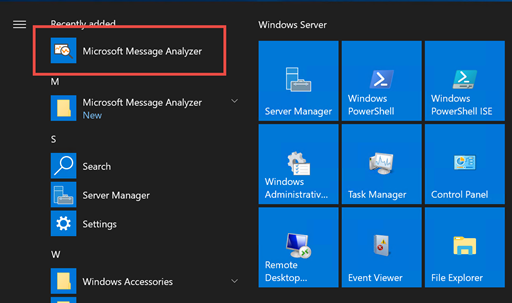 Recently added
Microsoft Message Analyzer
M
Microsoft Message Analyzer
New
S
Search
Server Manager
Settings
W
Windows Accessories
Windows Server
Server Manager
Windows
PowerShell
Windows
PowerShell ISE
Windows
Administrativ...
Task Manager
Control Panel
Remote
Desktop...
Event Viewer
File Explorer